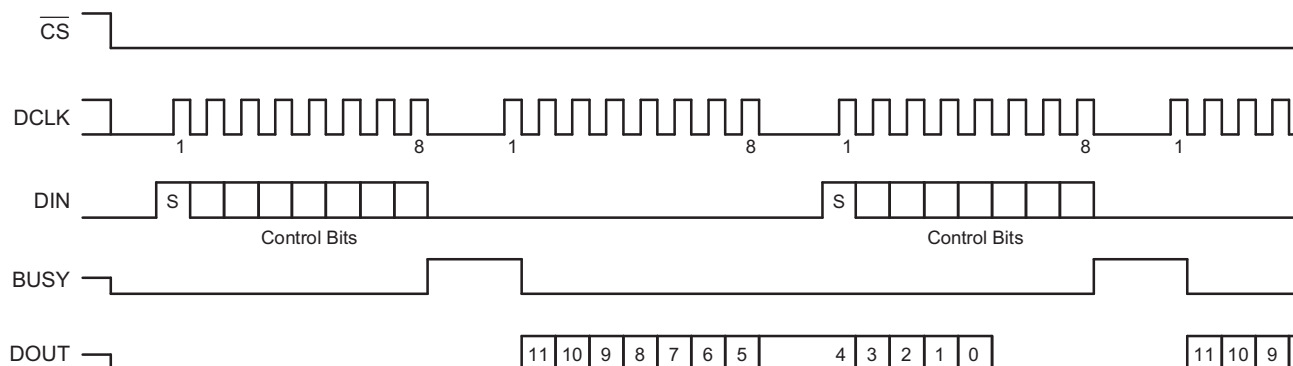 CS
DCLK
1 8 1 8 1 8 1
DIN
S S
Control Bits Control Bits
BUSY
DOUT
11 10 9 8 7 6 5 4 3 2 1 0 11 10 9